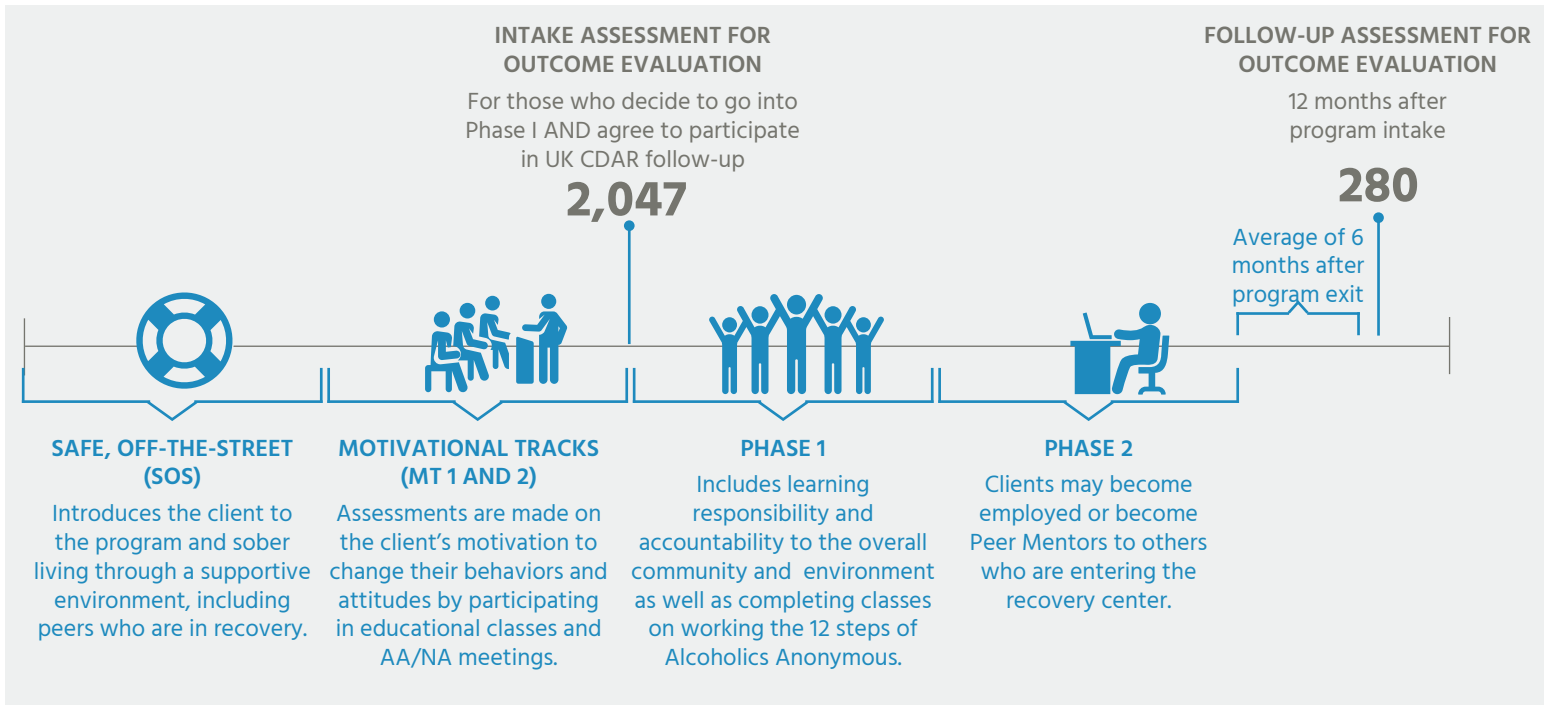 INTAKE ASSESSMENT FOR
OUTCOME EVALUATION
For those who decide to go into
Phase I AND agree to participate
in UK CDAR follow-up
2,047
FOLLOW-UP ASSESSMENT FOR
OUTCOME EVALUATION
12 months after
program intake
280
Average of 6
months after
program exit
SAFE, OFF-THE-STREET
(SOS)
Introduces the client to
the program and sober
living through a supportive
environment, including
peers who are in recovery.
MOTIVATIONAL TRACKS
(MT 1 AND 2)
Assessments are made on
the client's motivation to
change their behaviors and
attitudes by participating
in educational classes and
AA/NA meetings.
PHASE 1
Includes learning
responsibility and
accountability to the overall
community and environment
as well as completing classes
on working the 12 steps of
Alcoholics Anonymous.
PHASE 2
Clients may become
employed or become
Peer Mentors to others
who are entering the
recovery center.